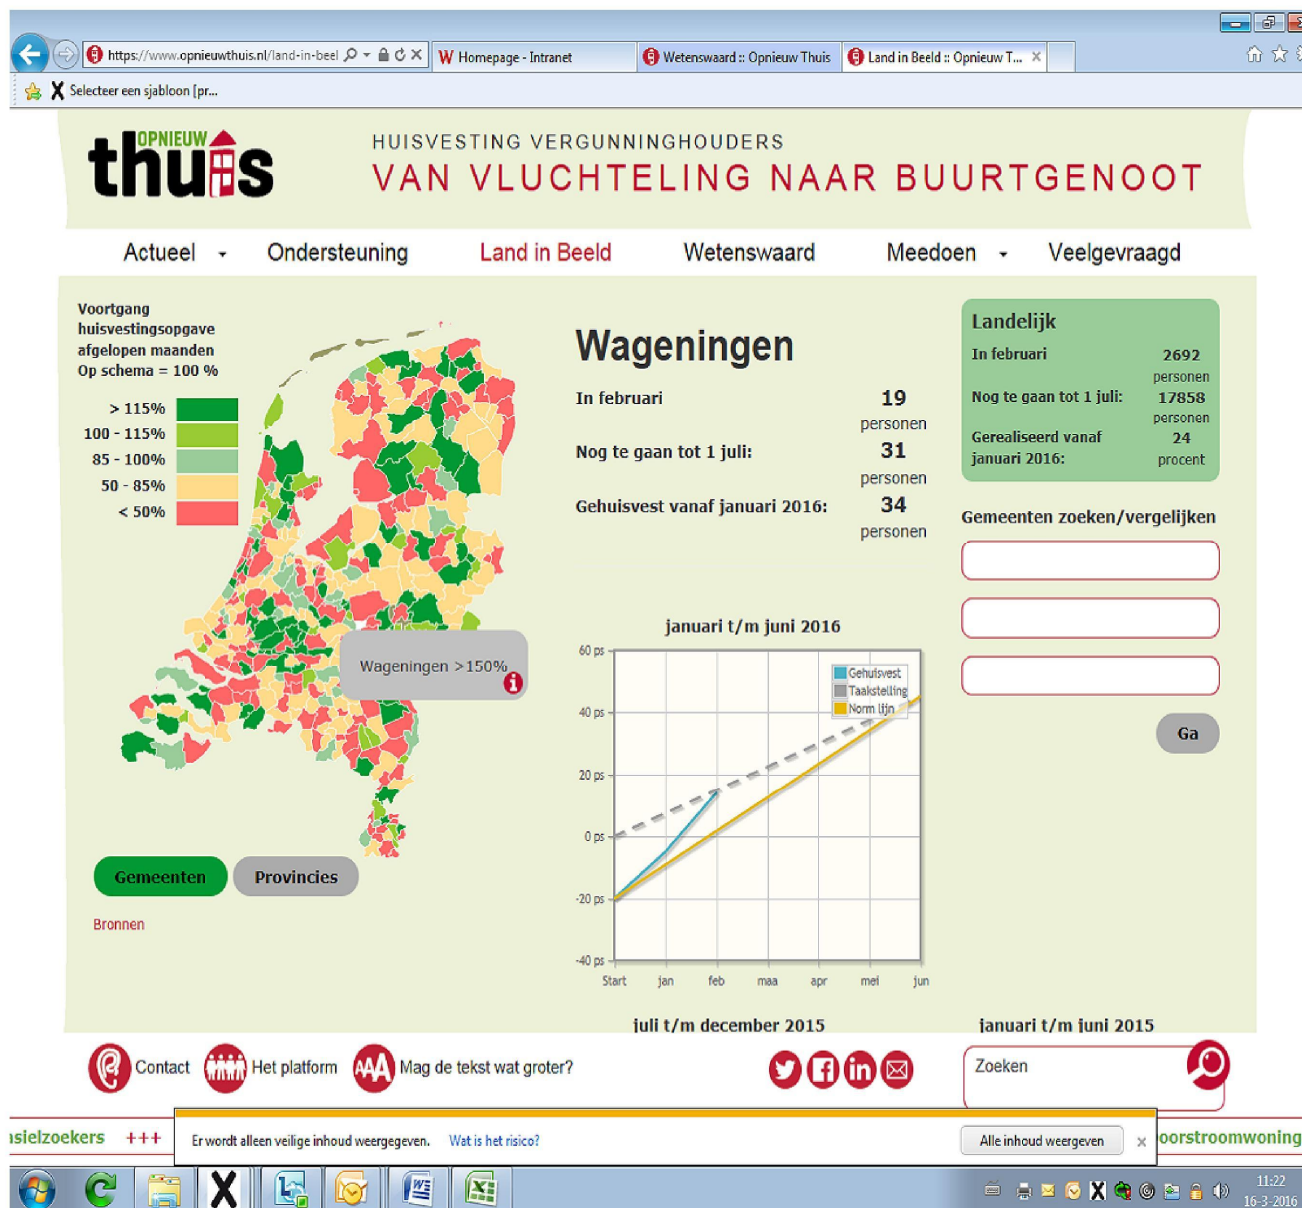 https://www.opnieuwthuis.nl/land-in-beel
Homepage - Intranet
Wetenswaard :: Opnieuw Thuis
Land in Beeld :: Opnieuw T...
Selecteer een sjabloon [pr...
OPNIEUW
thuis
HUISVESTING VERGUNNINGHOUDERS
VAN VLUCHTELING NAAR BUURTGENOOT
Actueel
Ondersteuning
Land in Beeld
Wetenswaard
Meedoen
Veelgevraagd
Voortgang
huisvestingsopgave
afgelopen maanden
Op schema = 100 %
> 115%
100 - 115%
85 - 100%
50 - 85%
< 50%
Wageningen >150%
Gemeenten
Provincies
Bronnen
Wageningen
In februari 19
personen
Nog te gaan tot 1 juli: 31
personen
Gehuisvest vanaf januari 2016: 34
personen
januari t/m juni 2016
60 ps
40 ps
20 ps
0 ps
-20 ps
-40 ps
Gehuisvest
Taakstelling
Norm lijn
Start jan feb maa apr mei jun
juli t/m december 2015
januari t/m juni 2015
Landelijk
In februari 2692
personen
Nog te gaan tot 1 juli: 17858
personen
Gerealiseerd vanaf 24
januari 2016: procent
Gemeenten zoeken/vergelijken
Ga
Contact
Het platform
AAA
Mag de tekst wat groter?
Zoeken
sielzoekers +++
Er wordt alleen veilige inhoud weergegeven. Wat is het risico?
Alle inhoud weergeven
oorstroomwoning
11:22
16-3-2016